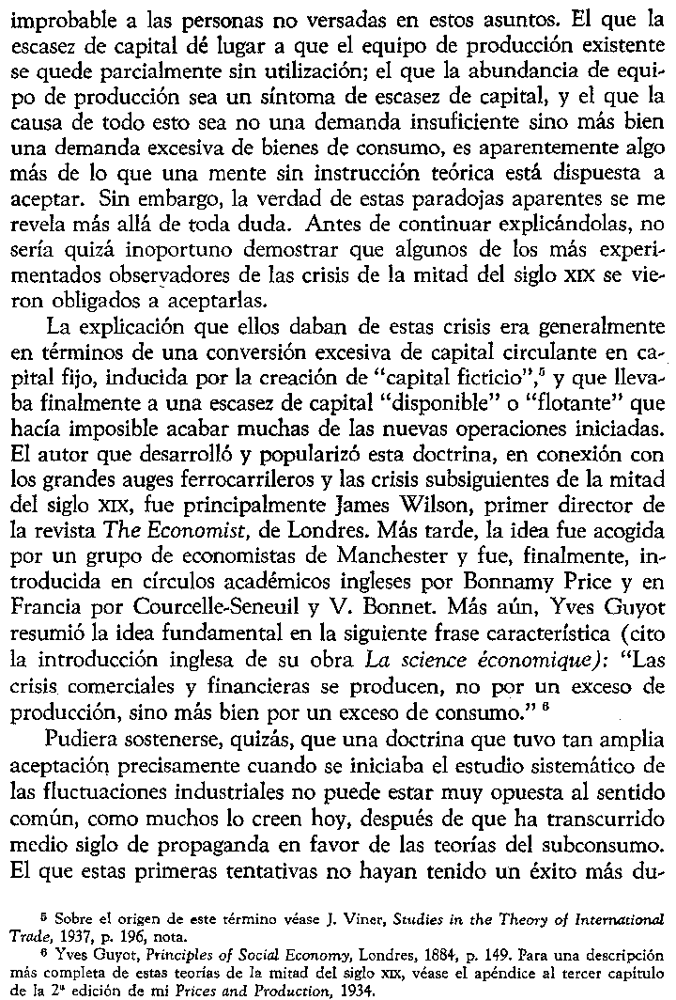 improbable a las personas no versadas en estos asuntos. El que la
escasez de capital dé lugar a que el equipo de producción existente
se quede parcialmente sin utilización; el que la abundancia de equi-
po de producción sea un síntoma de escasez de capital, y el que la
causa de todo esto sea no una demanda insuficiente sino más bien
una demanda excesiva de bienes de consumo, es aparentemente algo
más de lo que una mente sin instrucción teórica está dispuesta a
aceptar. Sin embargo, la verdad de estas paradojas aparentes se me
revela más allá de toda duda. Antes de continuar explicándolas, no
sería quizá inoportuno demostrar que algunos de los más experi-
mentados observadores de las crisis de la mitad del siglo XIX se vie-
ron obligados a aceptarlas.
La explicación que ellos daban de estas crisis era generalmente
en términos de una conversión excesiva de capital circulante en ca-
pital fijo, inducida por la creación de “capital ficticio”,⁵ y que lleva-
ba finalmente a una escasez de capital “disponible” o “flotante” que
hacía imposible acabar muchas de las nuevas operaciones iniciadas.
El autor que desarrolló y popularizó esta doctrina, en conexión con
los grandes auges ferrocarrileros y las crisis subsiguientes de la mitad
del siglo XIX, fue principalmente James Wilson, primer director de
la revista The Economist, de Londres. Más tarde, la idea fue acogida
por un grupo de economistas de Manchester y fue, finalmente, in-
troducida en círculos académicos ingleses por Bonnamy Price y en
Francia por Courcelle-Seneuil y V. Bonnet. Más aún, Yves Guyot
resumió la idea fundamental en la siguiente frase característica (cito
la introducción inglesa de su obra La science économique): “Las
crisis comerciales y financieras se producen, no por un exceso de
producción, sino más bien por un exceso de consumo.” ⁶
Pudiera sostenerse, quizás, que una doctrina que tuvo tan amplia
aceptación precisamente cuando se iniciaba el estudio sistemático de
las fluctuaciones industriales no puede estar muy opuesta al sentido
común, como muchos lo creen hoy, después de que ha transcurrido
medio siglo de propaganda en favor de las teorías del subconsumo.
El que estas primeras tentativas no hayan tenido un éxito más du-
⁵ Sobre el origen de este término véase J. Viner, Studies in the Theory of International
Trade, 1937, p. 196, nota.
⁶ Yves Guyot, Principles of Social Economy, Londres, 1884, p. 149. Para una descripción
más completa de estas teorías de la mitad del siglo XIX, véase el apéndice al tercer capítulo
de la 2ª edición de mi Prices and Production, 1934.